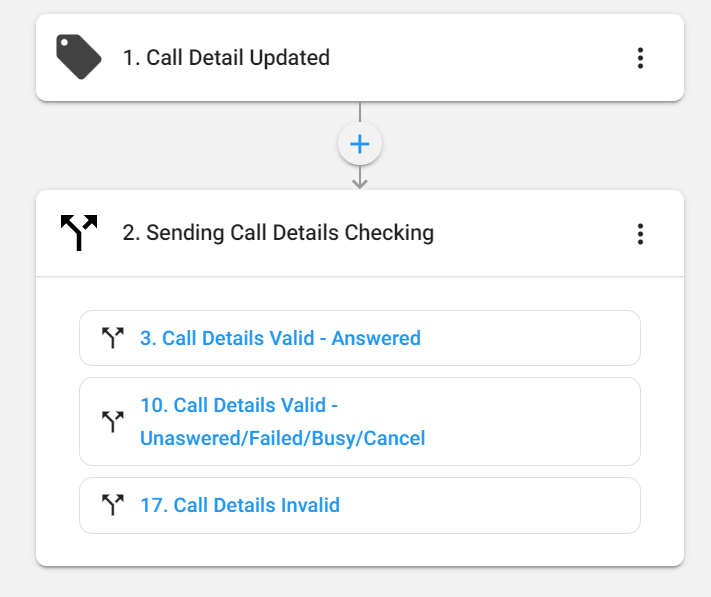 1. Call Detail Updated
2. Sending Call Details Checking
3. Call Details Valid - Answered
10. Call Details Valid -
Unaswered/Failed/Busy/Cancel
17. Call Details Invalid